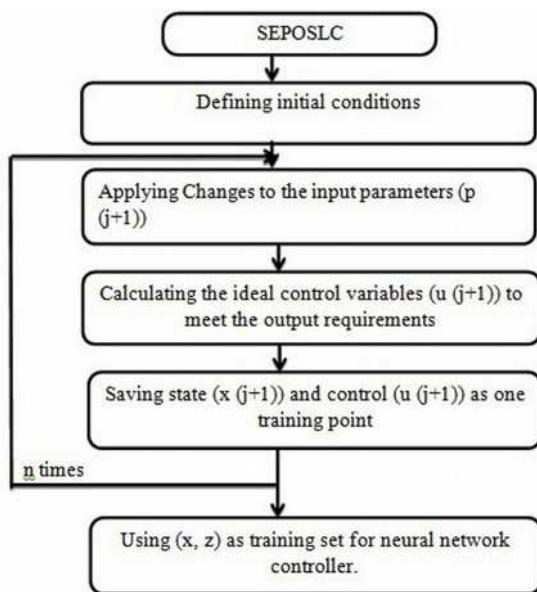 SEPOSLC
Defining initial conditions
Applying Changes to the input parameters (p
(j+1))
Calculating the ideal control variables (u (j+1)) to
meet the output requirements
Saving state (x (j+1)) and control (u (j+1)) as one
training point
n times
Using (x, z) as training set for neural network
controller.